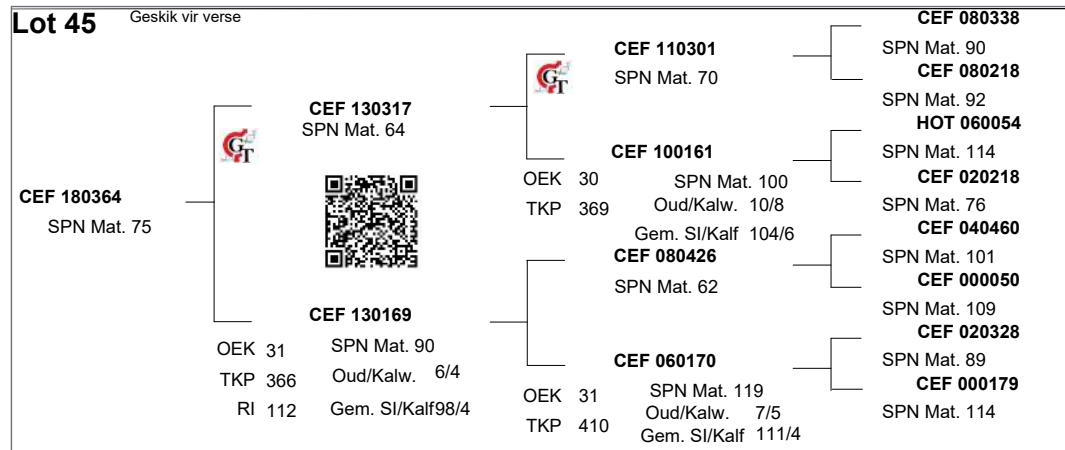 Lot 45 Geskik vir verse
CEF 180364
SPN Mat. 75
GT
CEF 130317
SPN Mat. 64
CEF 130169
OEK 31 SPN Mat. 90
TKP 366 Oud/Kalw. 6/4
RI 112 Gem. SI/Kalf98/4
GT
CEF 110301
SPN Mat. 70
CEF 100161
OEK 30 SPN Mat. 100
TKP 369 Oud/Kalw. 10/8
Gem. SI/Kalf 104/6
CEF 080426
SPN Mat. 62
CEF 060170
OEK 31 SPN Mat. 119
TKP 410 Oud/Kalw. 7/5
Gem. SI/Kalf 111/4
CEF 080338
SPN Mat. 90
CEF 080218
SPN Mat. 92
HOT 060054
SPN Mat. 114
CEF 020218
SPN Mat. 76
CEF 040460
SPN Mat. 101
CEF 000050
SPN Mat. 109
CEF 020328
SPN Mat. 89
CEF 000179
SPN Mat. 114